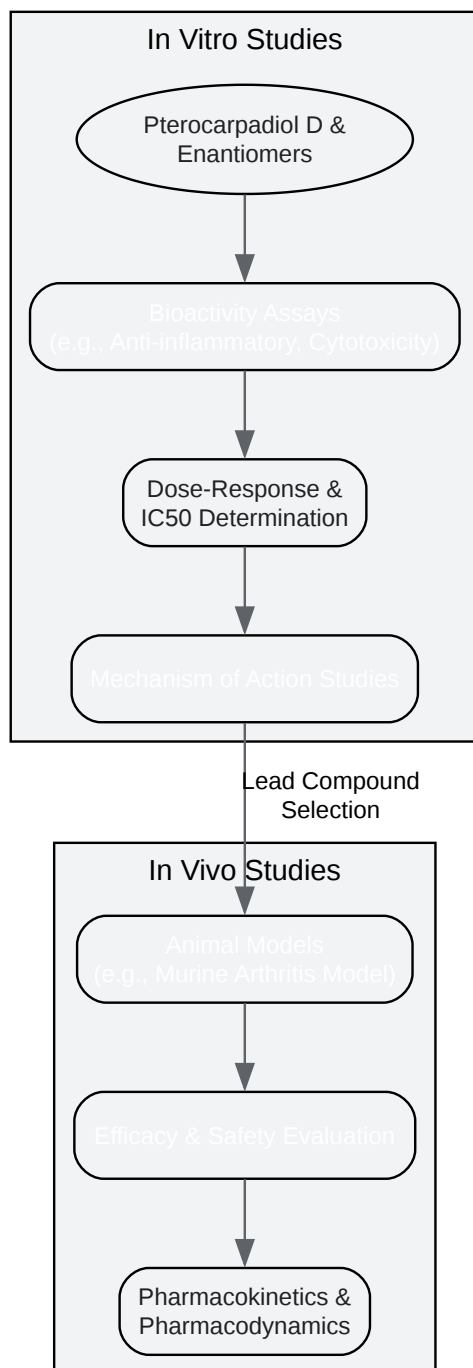 In Vitro Studies
Pterocarpadiol D &
Enantiomers
Bioactivity Assays
(e.g., Anti-inflammatory, Cytotoxicity)
Dose-Response &
IC50 Determination
Mechanism of Action Studies
Lead Compound
Selection
In Vivo Studies
Animal Models
(e.g., Murine Arthritis Model)
Efficacy & Safety Evaluation
Pharmacokinetics &
Pharmacodynamics